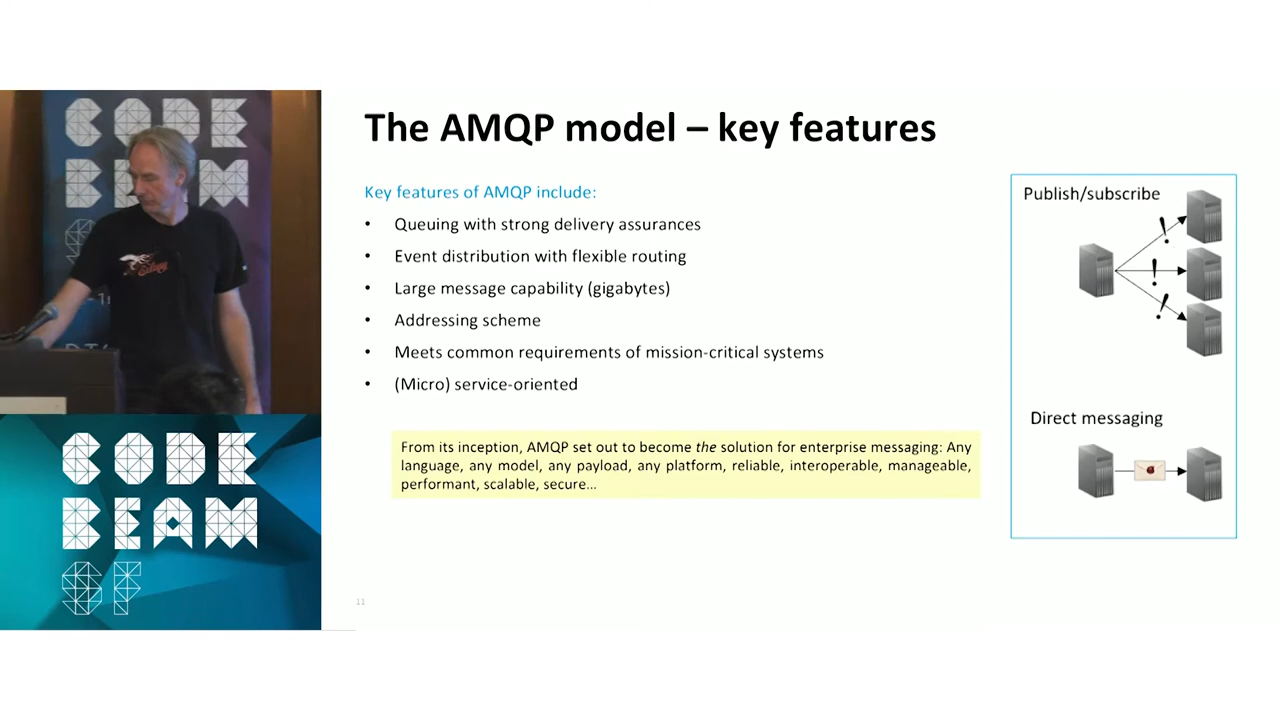 CODE
BEAM
The AMQP model – key features
Key features of AMQP include:
• Queuing with strong delivery assurances
• Event distribution with flexible routing
• Large message capability (gigabytes)
• Addressing scheme
• Meets common requirements of mission-critical systems
• (Micro) service-oriented
From its inception, AMQP set out to become the solution for enterprise messaging: Any
language, any model, any payload, any platform, reliable, interoperable, manageable,
performant, scalable, secure...
Publish/subscribe
!
!
!
Direct messaging
CODE
BEAM
SF
11